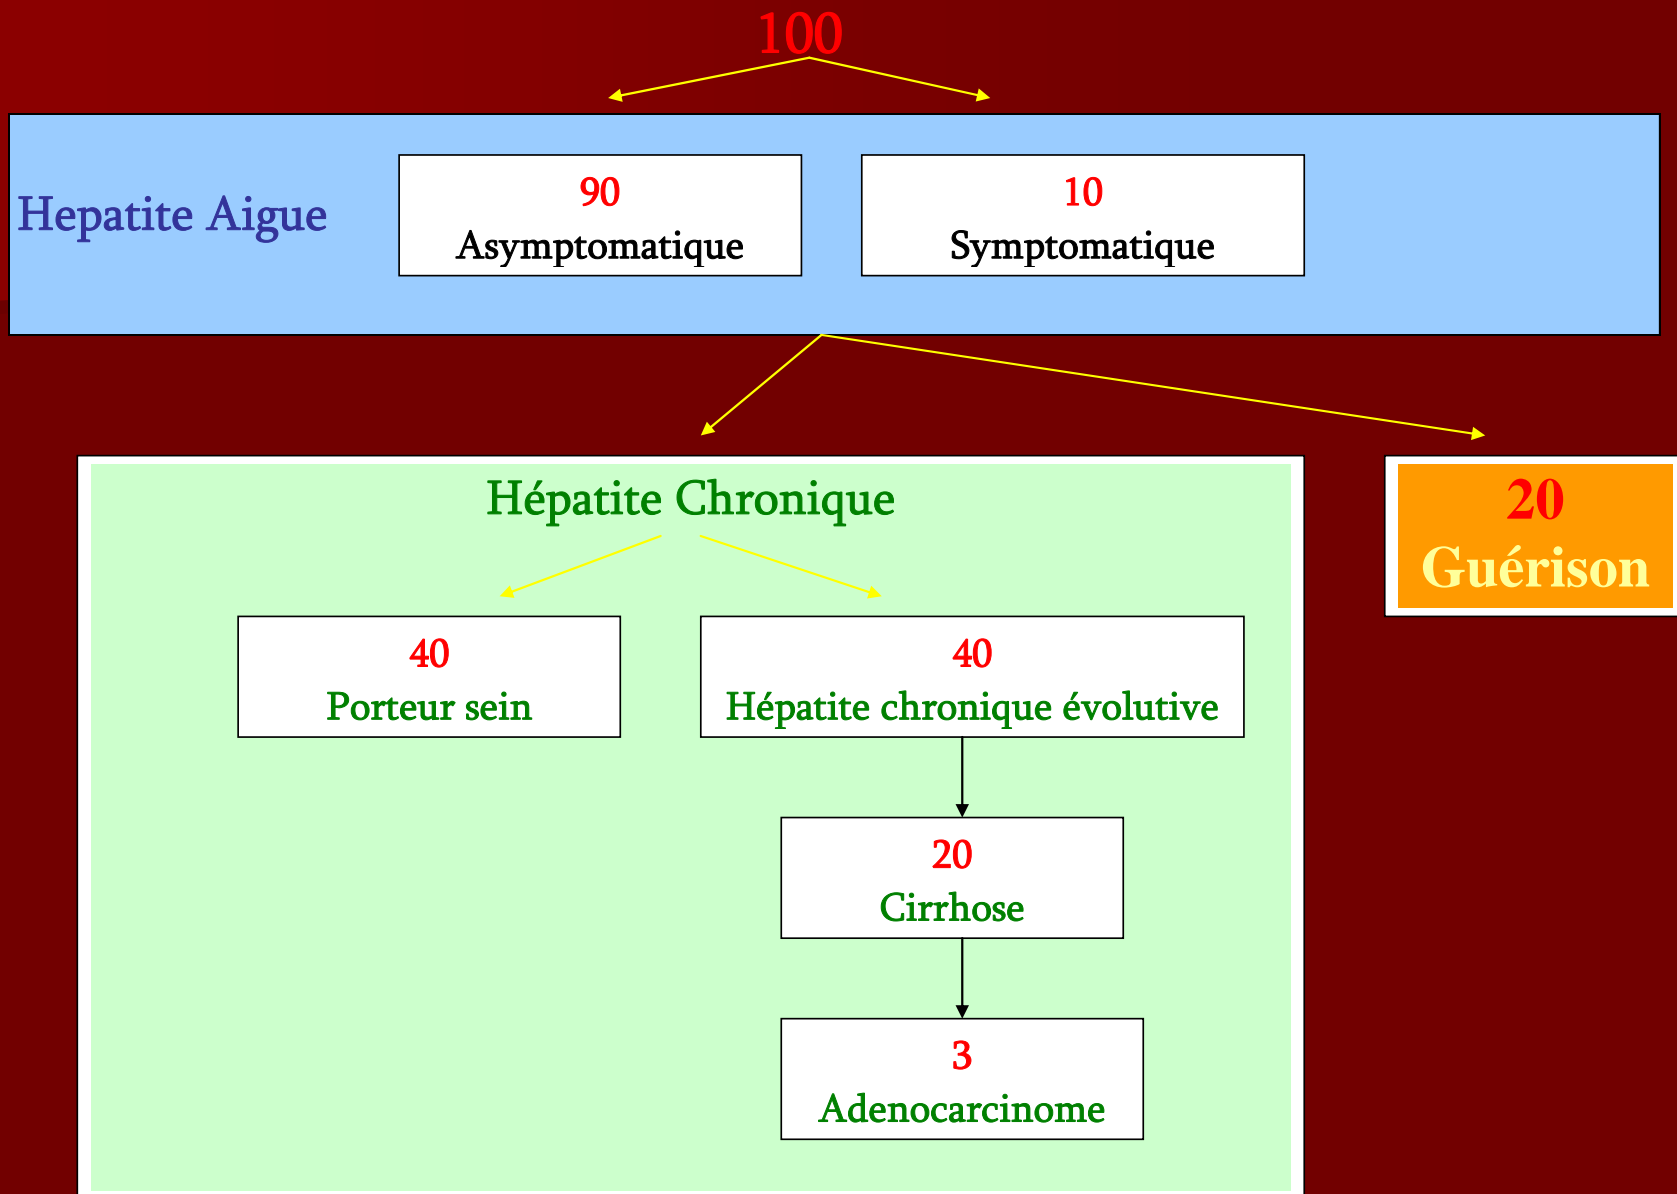 100
Hepatite Aigue
90
Asymptomatique
10
Symptomatique
Hépatite Chronique
20
Guérison
40
Porteur sein
40
Hépatite chronique évolutive
20
Cirrhose
3
Adenocarcinome